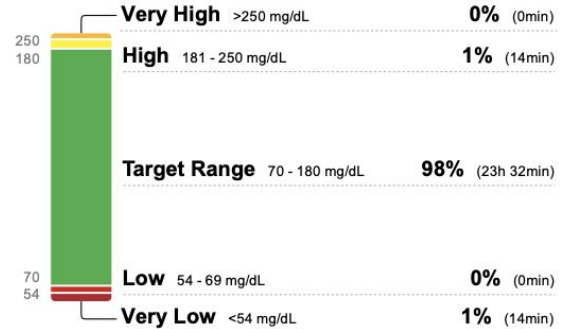 Very High >250 mg/dL 0% (0min)
250
180
High 181 - 250 mg/dL 1% (14min)
Target Range 70 - 180 mg/dL 98% (23h 32min)
70
Low 54 - 69 mg/dL 0% (0min)
54
Very Low <54 mg/dL 1% (14min)